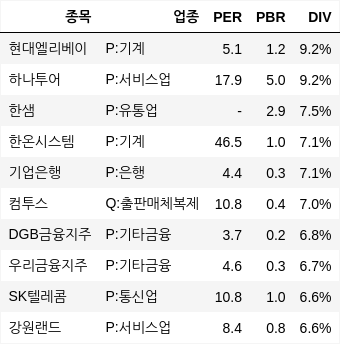 종목 업종 PER PBR DIV
현대엘리베이 P:기계 5.1 1.2 9.2%
하나투어 P:서비스업 17.9 5.0 9.2%
한샘 P:유통업 - 2.9 7.5%
한온시스템 P:기계 46.5 1.0 7.1%
기업은행 P:은행 4.4 0.3 7.1%
컴투스 Q:출판매체복제 10.8 0.4 7.0%
DGB금융지주 P:기타금융 3.7 0.2 6.8%
우리금융지주 P:기타금융 4.6 0.3 6.7%
SK텔레콤 P:통신업 10.8 1.0 6.6%
강원랜드 P:서비스업 8.4 0.8 6.6%